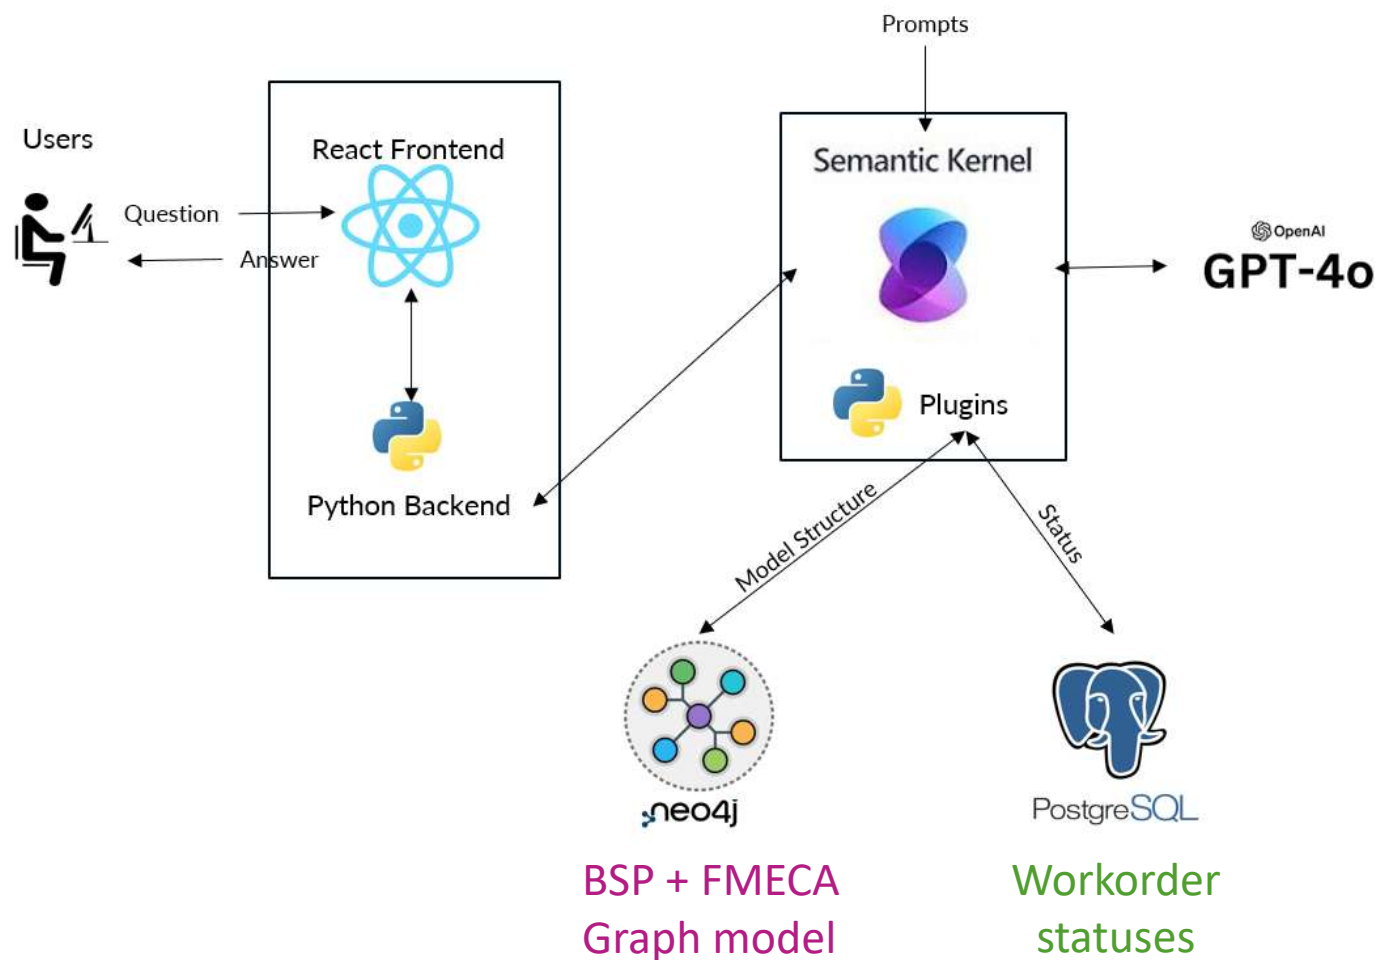 Prompts
Users
React Frontend
Semantic Kernel
Question
Answer
OpenAI
GPT-4o
Plugins
Python Backend
Model Structure
Status
neo4j
PostgreSQL
BSP + FMECA
Graph model
Workorder
statuses